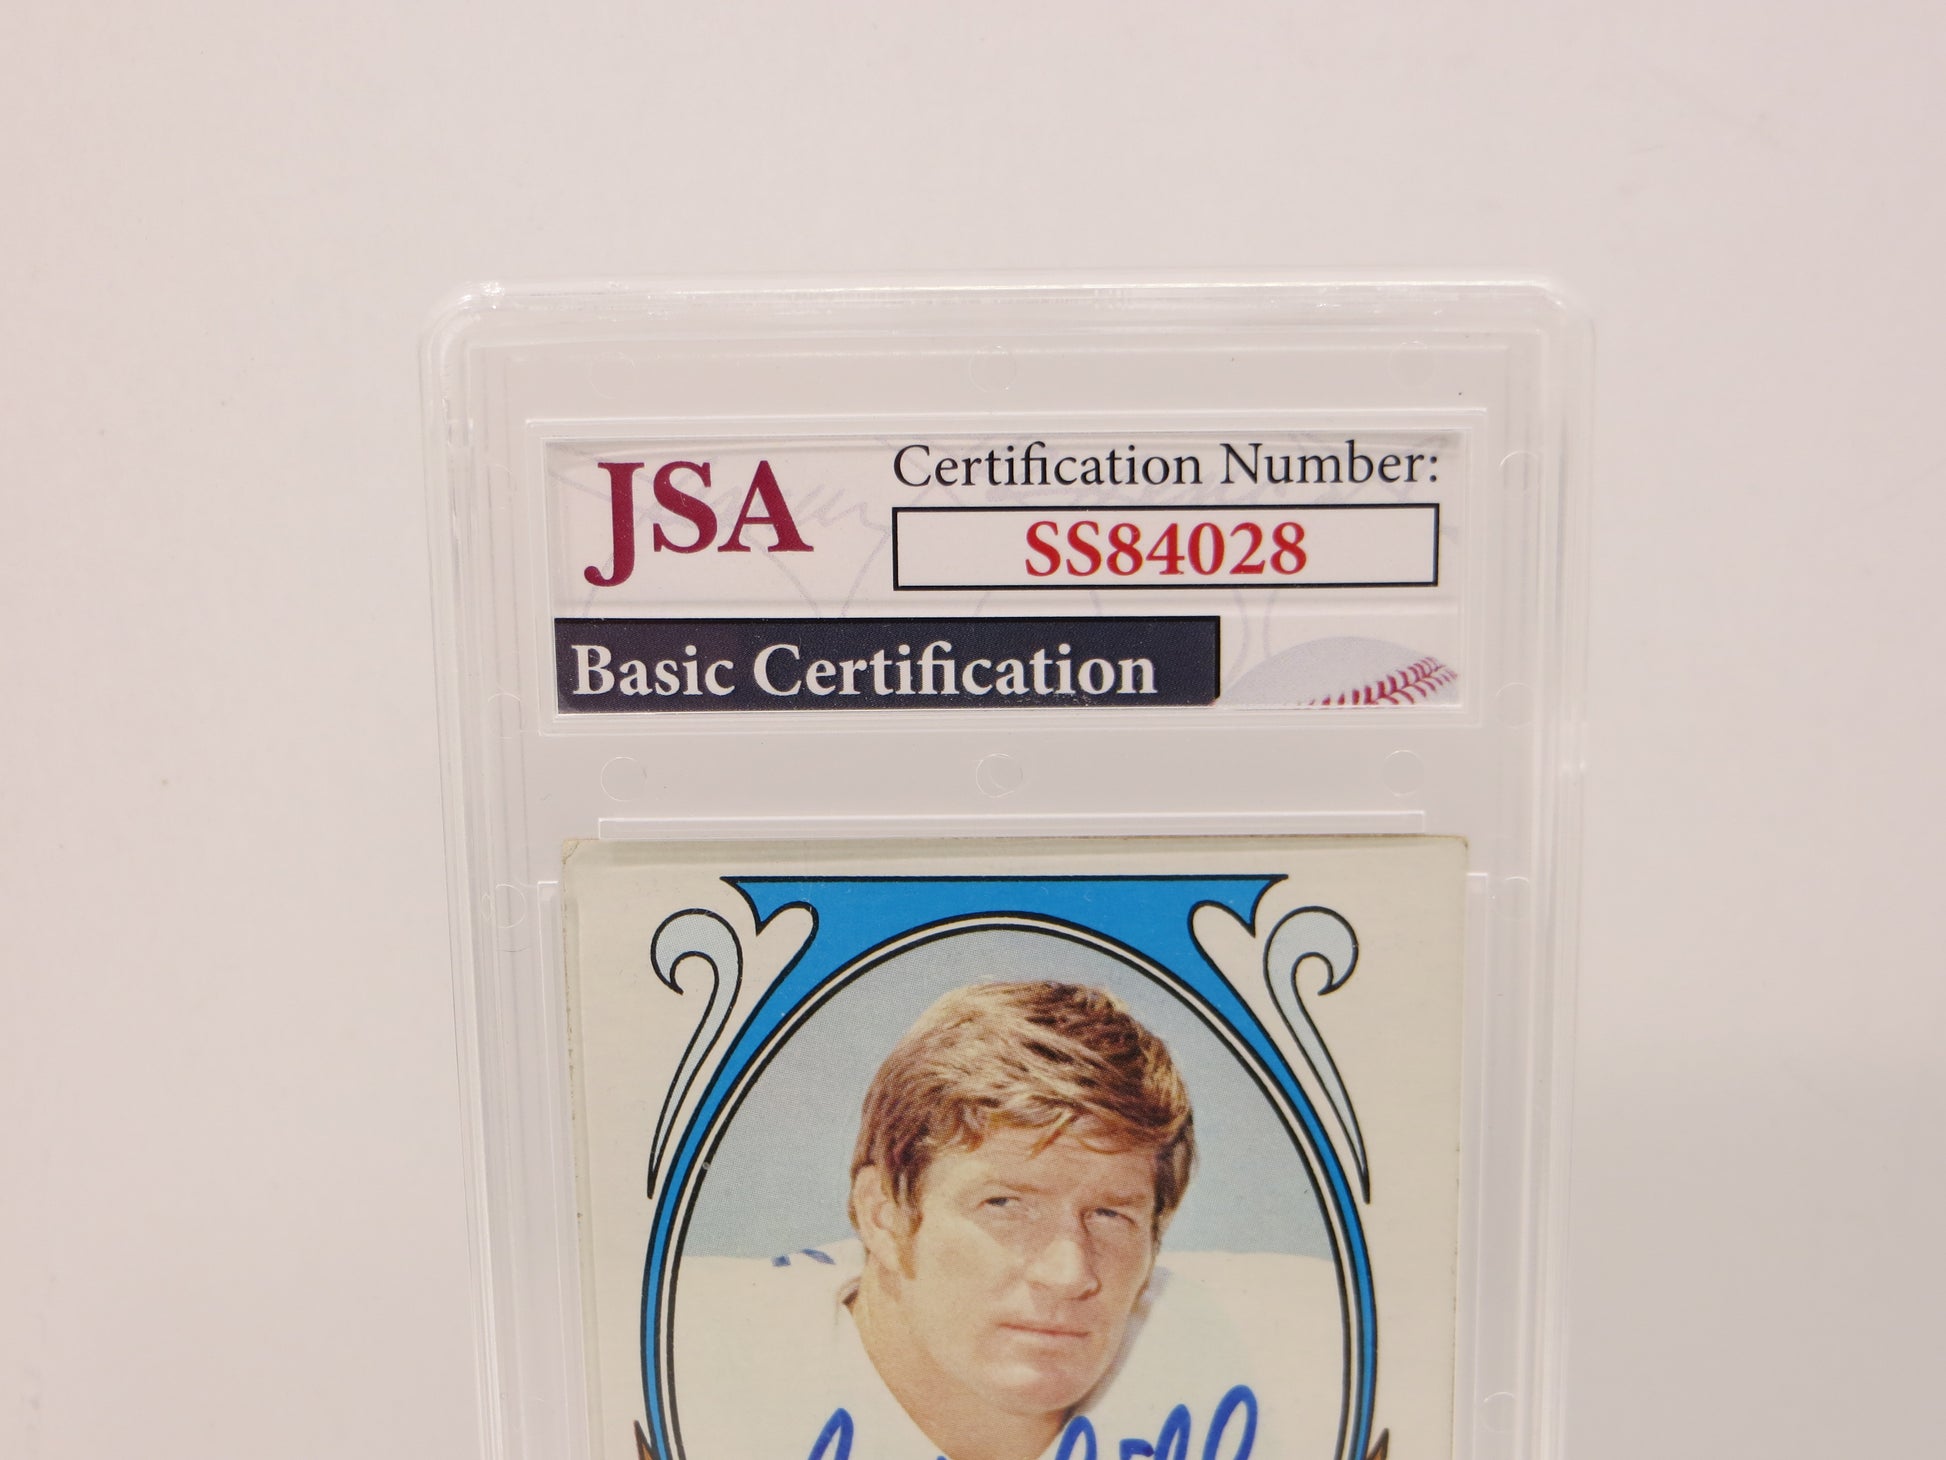 JSA
Certification Number:
SS84028
Basic Certification